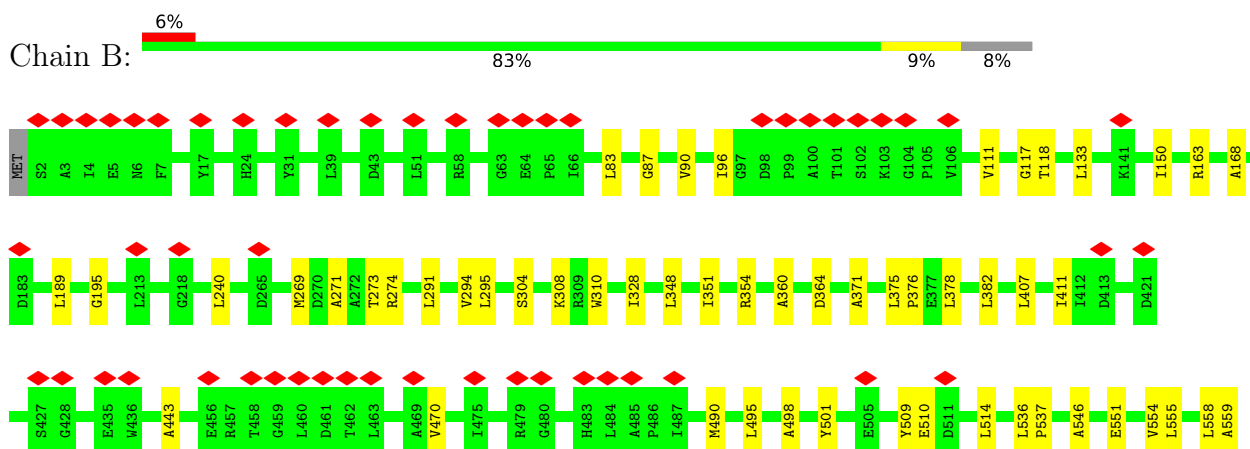 6%
Chain B:
83% 9% 8%
MET S2 A3 I4 E5 N6 F7 Y17 H24 Y31 L39 D43 L51 R58 G63 E64 P65 I66 L83 G87 V90 I96 G97 D98 P99 A100 T101 S102 K103 G104 P105 V106 V111 G117 T118 L133 K141 I150 R163 A168
D183 L189 G195 L213 G218 L240 D265 M269 D270 A271 A272 T273 R274 L291 V294 L295 S304 K308 R309 W310 I328 L348 I351 R354 A360 D364 A371 L375 P376 E377 L378 L382 L407 I411 I412 D413 D421
S427 G428 E435 W436 A443 E456 R457 T458 G459 L460 D461 T462 L463 A469 V470 I475 R479 G480 H483 L484 A485 P486 I487 M490 L495 A498 Y501 E505 Y509 E510 D511 L514 L536 P537 A546 E551 V554 L555 L558 A559